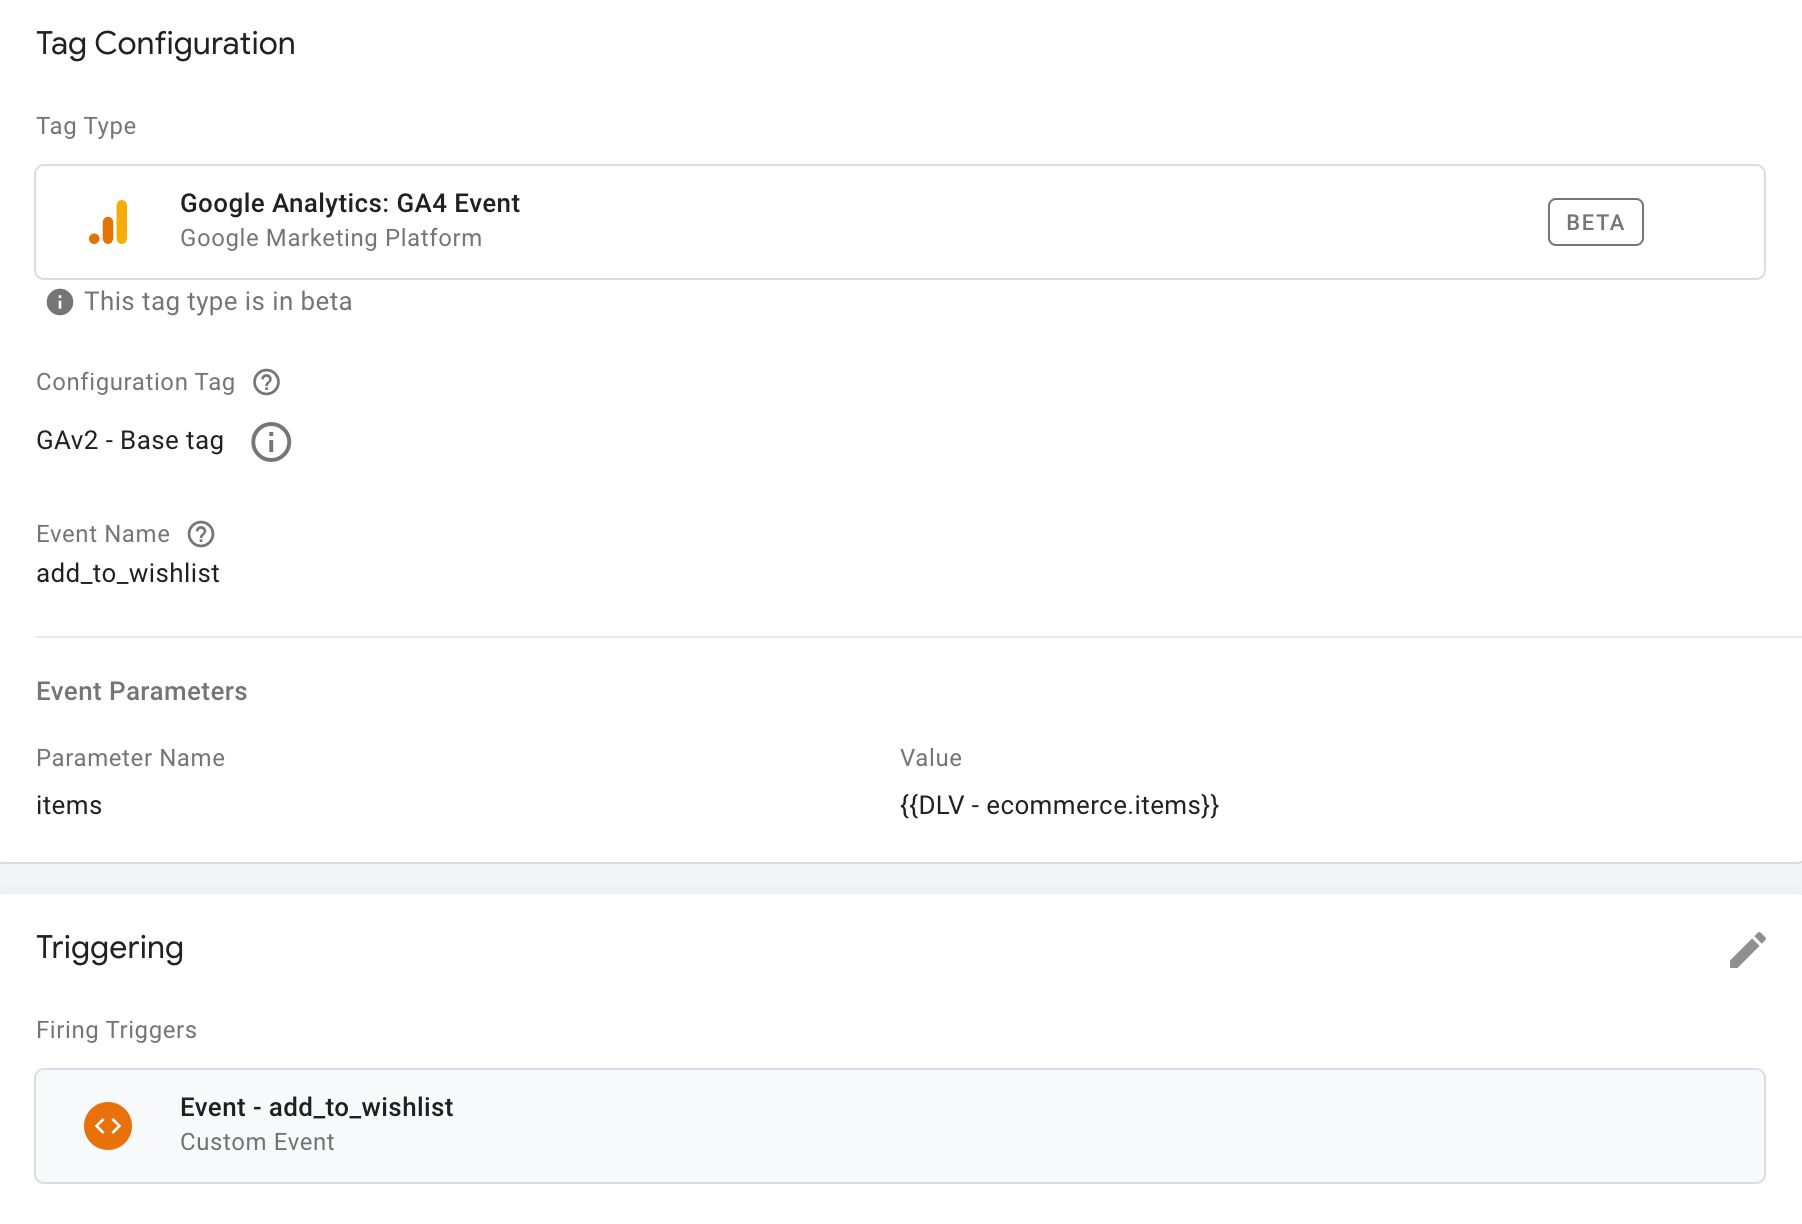 Tag Configuration
Tag Type
Google Analytics: GA4 Event
Google Marketing Platform
BETA
This tag type is in beta
Configuration Tag
GAv2 - Base tag
Event Name
add_to_wishlist
Event Parameters
Parameter Name Value
items {{DLV - ecommerce.items}}
Triggering
Firing Triggers
Event - add_to_wishlist
Custom Event